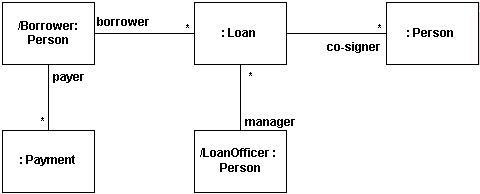 /Borrower:
Person
borrower
*
: Loan
*
co-signer
: Person
payer
*
*
manager
: Payment
/LoanOfficer :
Person